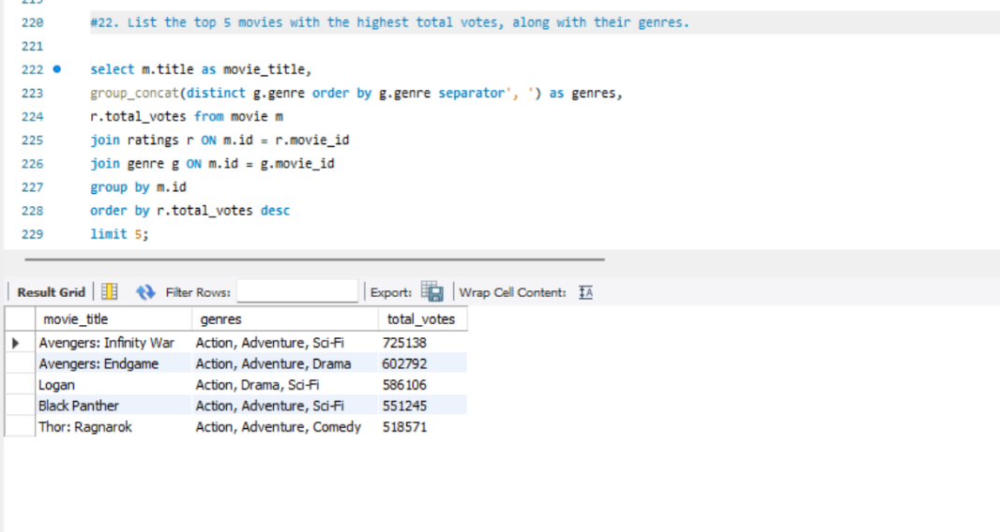 219
220 #22. List the top 5 movies with the highest total votes, along with their genres.
221
222 select m.title as movie_title,
223 group_concat(distinct g.genre order by g.genre separator', ') as genres,
224 r.total_votes from movie m
225 join ratings r ON m.id = r.movie_id
226 join genre g ON m.id = g.movie_id
227 group by m.id
228 order by r.total_votes desc
229 limit 5;
Result Grid Filter Rows: Export: Wrap Cell Content: IA
movie_title genres total_votes
Avengers: Infinity War Action, Adventure, Sci-Fi 725138
Avengers: Endgame Action, Adventure, Drama 602792
Logan Action, Drama, Sci-Fi 586106
Black Panther Action, Adventure, Sci-Fi 551245
Thor: Ragnarok Action, Adventure, Comedy 518571